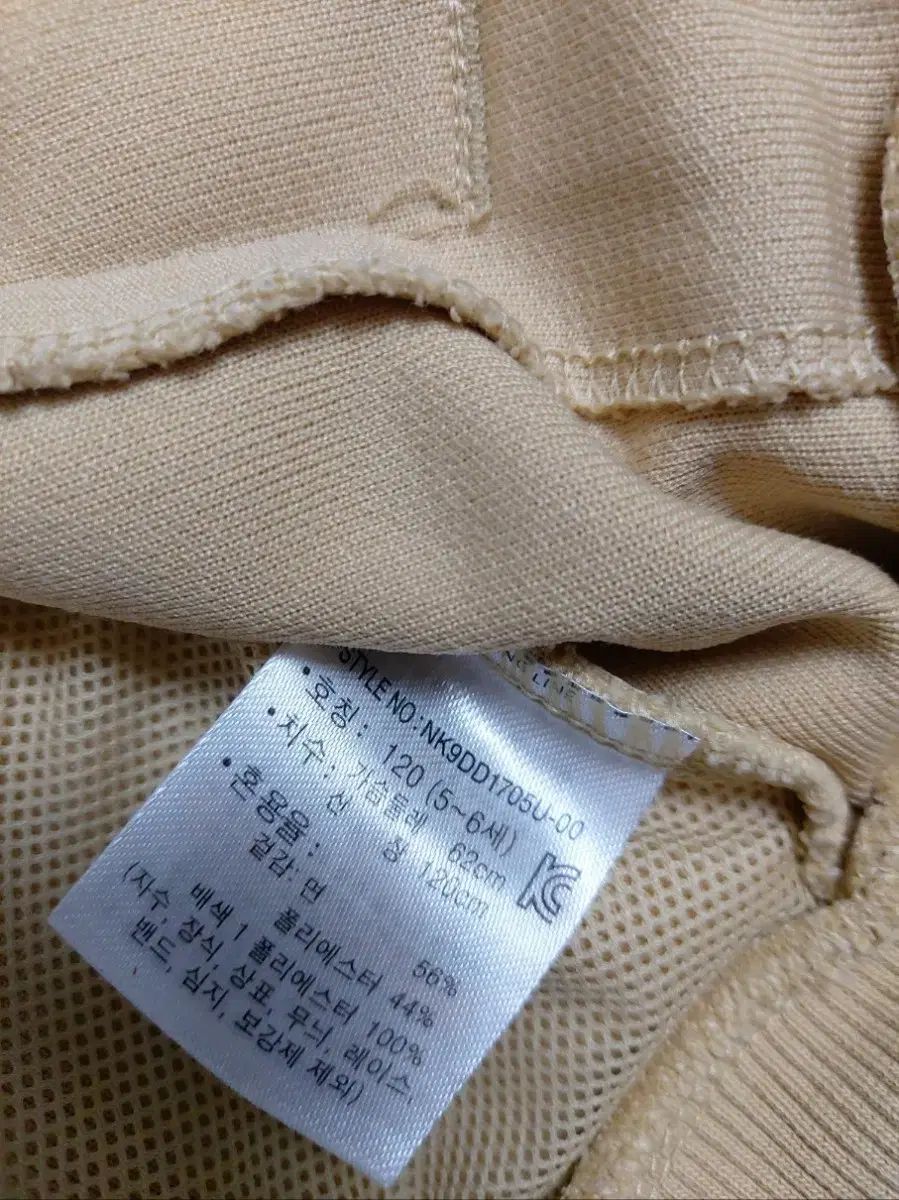 STYLE NO: NK9DD1705U-00
• 호칭 : 120 (5~6세)
• 치수 : 가슴둘레 62cm
신 장 120cm
• 혼용율 :
겉감: 면 56%
폴리에스터 44%
배색 1 폴리에스터 100%
(자수, 장식, 상표, 무늬, 레이스,
밴드, 심지, 보강제 제외)